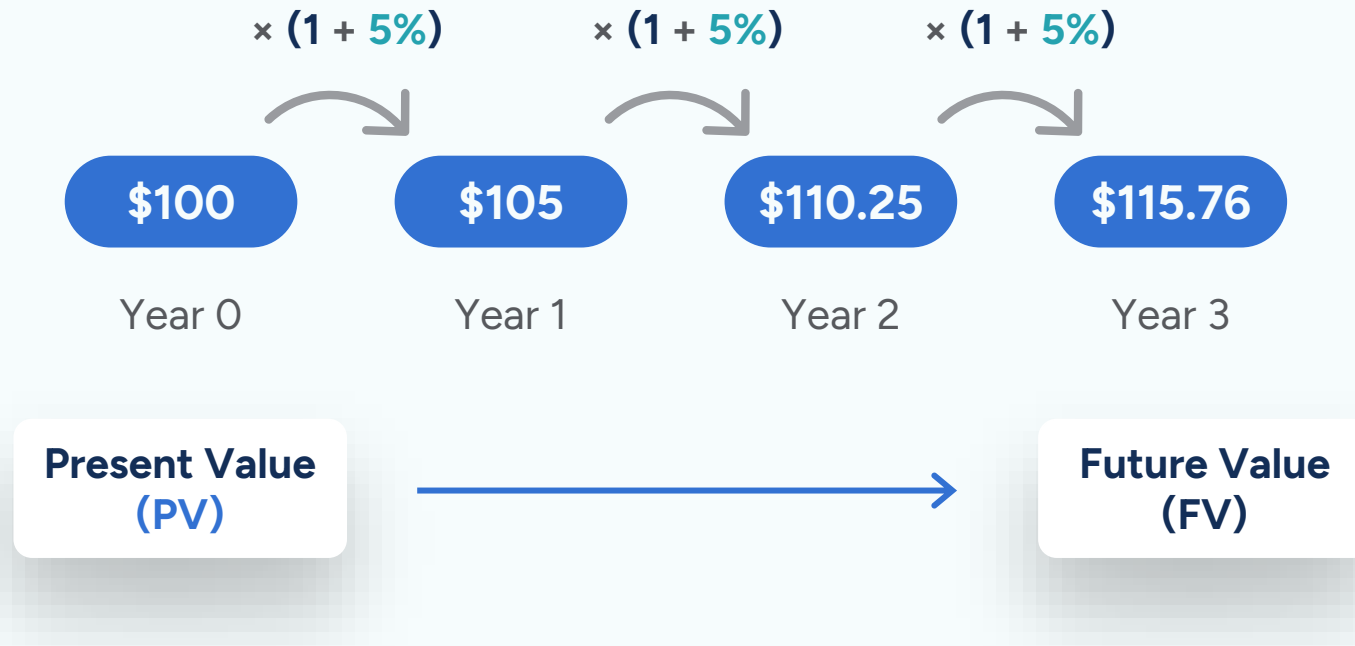 × (1 + 5%) × (1 + 5%) × (1 + 5%)
$100 $105 $110.25 $115.76
Year 0 Year 1 Year 2 Year 3
Present Value
(PV)
Future Value
(FV)